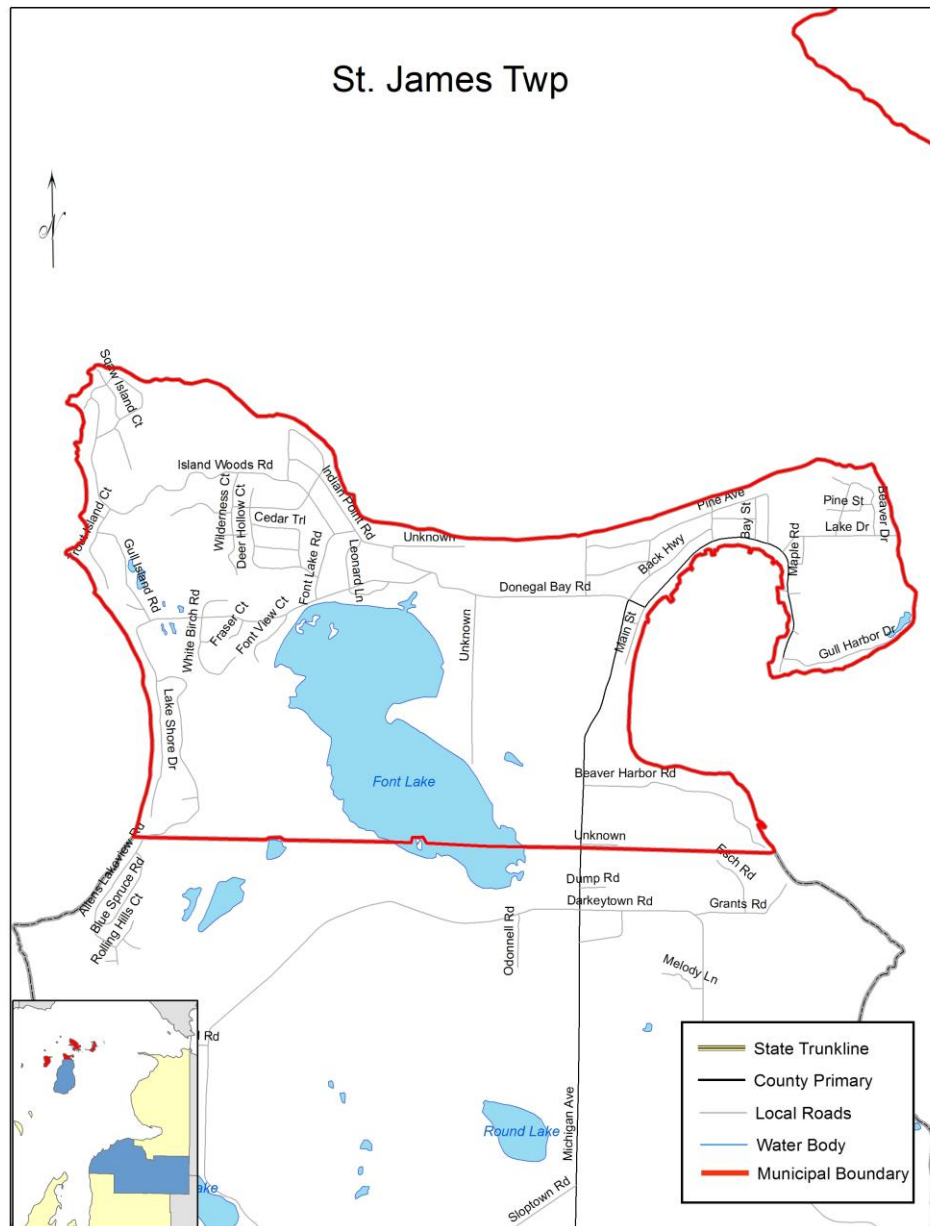 St. James Twp
Sqaw Island Ct
Island Woods Rd
Indian Point Rd
Wilderness Ct
Deer Hollow Ct
Cedar Trl
Trout Island Ct
Gull Island Rd
Font Lake Rd
Leonard Ln
Unknown
Pine Ave
Bay St
Back Hwy
Pine St
Lake Dr
Beaver Dr
Maple Rd
Donegal Bay Rd
White Birch Rd
Fraser Ct
Font View Ct
Unknown
Main St
Gull Harbor Dr
Lake Shore Dr
Font Lake
Beaver Harbor Rd
Unknown
Esch Rd
Allens Lakeview Rd
Blue Spruce Rd
Rolling Hills Ct
Dump Rd
Darkeytown Rd
Grants Rd
Odonnell Rd
Melody Ln
Rd
Michigan Ave
Round Lake
Sloptown Rd
State Trunkline
County Primary
Local Roads
Water Body
Municipal Boundary